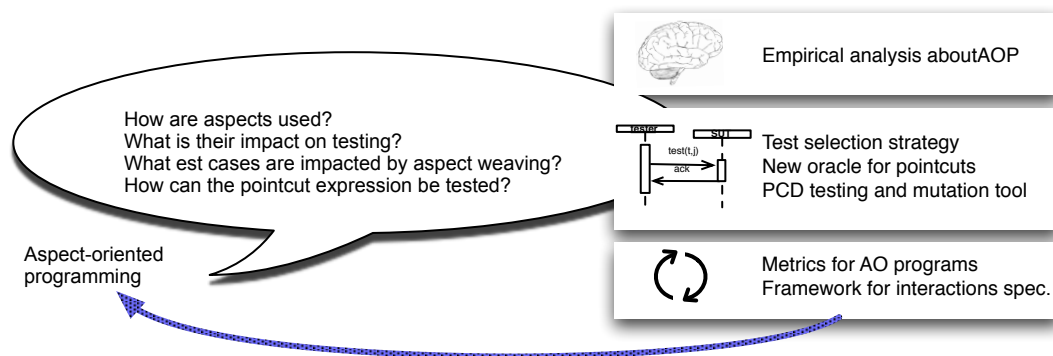 Empirical analysis aboutAOP
How are aspects used?
What is their impact on testing?
What est cases are impacted by aspect weaving?
How can the pointcut expression be tested?
tester
SUT
test(t,j)
ack
Test selection strategy
New oracle for pointcuts
PCD testing and mutation tool
Aspect-oriented
programming
Metrics for AO programs
Framework for interactions spec.